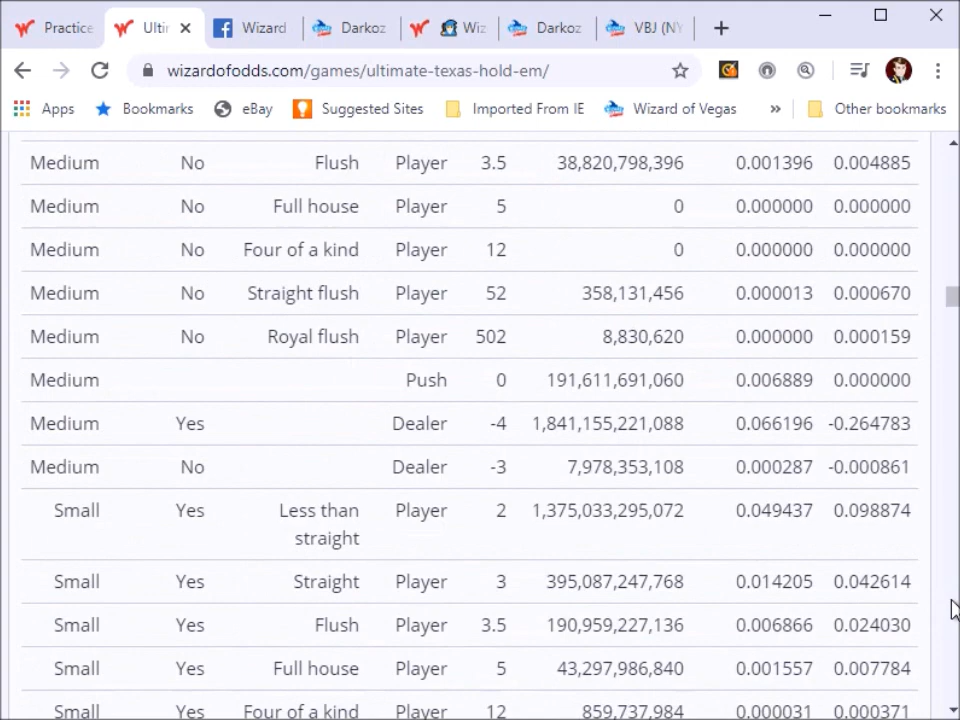 Practice Ultir Wizard Darkoz Wiz Darkoz VBJ (NY
wizardofodds.com/games/ultimate-texas-hold-em/
Apps Bookmarks eBay Suggested Sites Imported From IE Wizard of Vegas » Other bookmarks
Medium No Flush Player 3.5 38,820,798,396 0.001396 0.004885
Medium No Full house Player 5 0 0.000000 0.000000
Medium No Four of a kind Player 12 0 0.000000 0.000000
Medium No Straight flush Player 52 358,131,456 0.000013 0.000670
Medium No Royal flush Player 502 8,830,620 0.000000 0.000159
Medium Push 0 191,611,691,060 0.006889 0.000000
Medium Yes Dealer -4 1,841,155,221,088 0.066196 -0.264783
Medium No Dealer -3 7,978,353,108 0.000287 -0.000861
Small Yes Less than Player 2 1,375,033,295,072 0.049437 0.098874
straight
Small Yes Straight Player 3 395,087,247,768 0.014205 0.042614
Small Yes Flush Player 3.5 190,959,227,136 0.006866 0.024030
Small Yes Full house Player 5 43,297,986,840 0.001557 0.007784
Small Yes Four of a kind Player 12 859,737,984 0.000031 0.000371